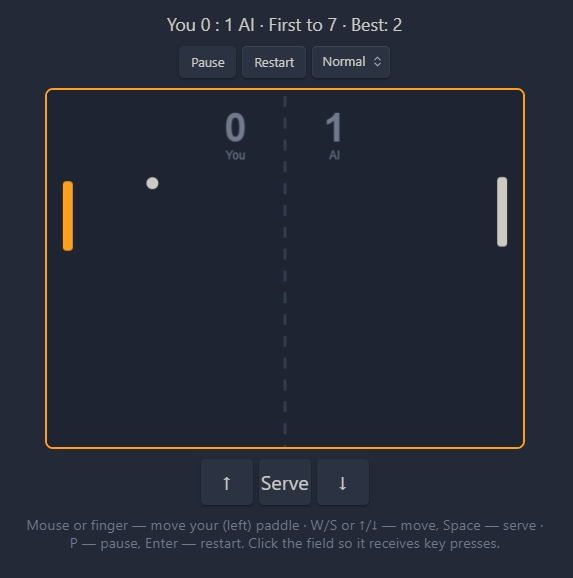 You 0 : 1 AI · First to 7 · Best: 2
Pause Restart Normal
0 1
You AI
↑ Serve ↓
Mouse or finger — move your (left) paddle · W/S or ↑/↓ — move, Space — serve ·
P — pause, Enter — restart. Click the field so it receives key presses.